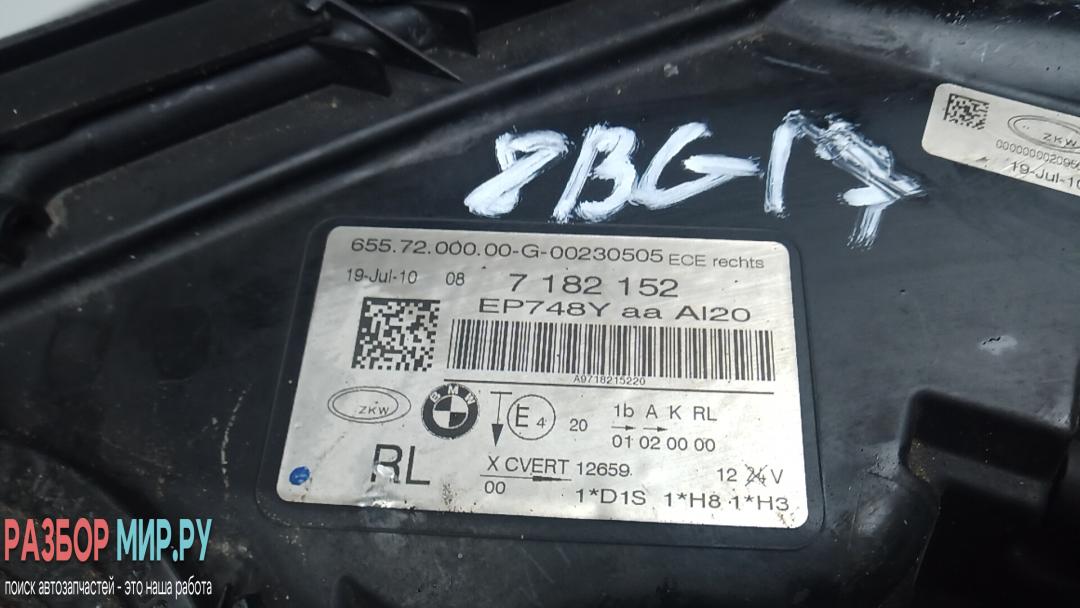 8BG13
ZKW
19-Jul-10
655.72.000.00-G-00230505 ECE rechts
19-Jul-10 08 7 182 152
EP748Y aa AI20
A9718215220
ZKW
BMW
E4 20
1b A K RL
01 02 00 00
RL
X CVERT 12659
00
12 24 V
1*D1S 1*H8 1*H3
РАЗБОР МИР.РУ
поиск автозапчастей - это наша работа